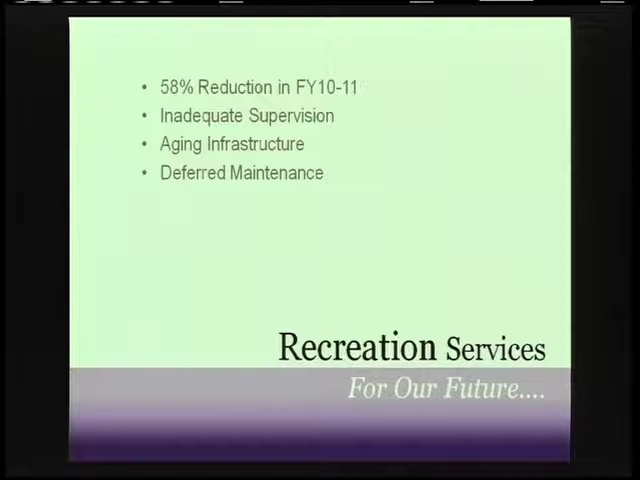 • 58% Reduction in FY10-11
• Inadequate Supervision
• Aging Infrastructure
• Deferred Maintenance
Recreation Services
For Our Future....